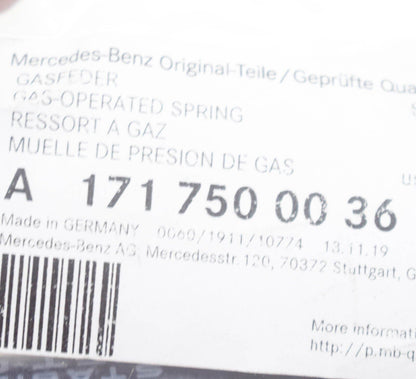 Mercedes-Benz Original-Teile / Geprüfte Qua
GASFEDER
GAS-OPERATED SPRING
RESSORT A GAZ
MUELLE DE PRESION DE GAS
A 171 750 00 36
Made in GERMANY 0060/1911/10774 13.11.19
Mercedes-Benz AG, Mercedesstr. 120, 70372 Stuttgart, G
More informati
http://p.mb-q